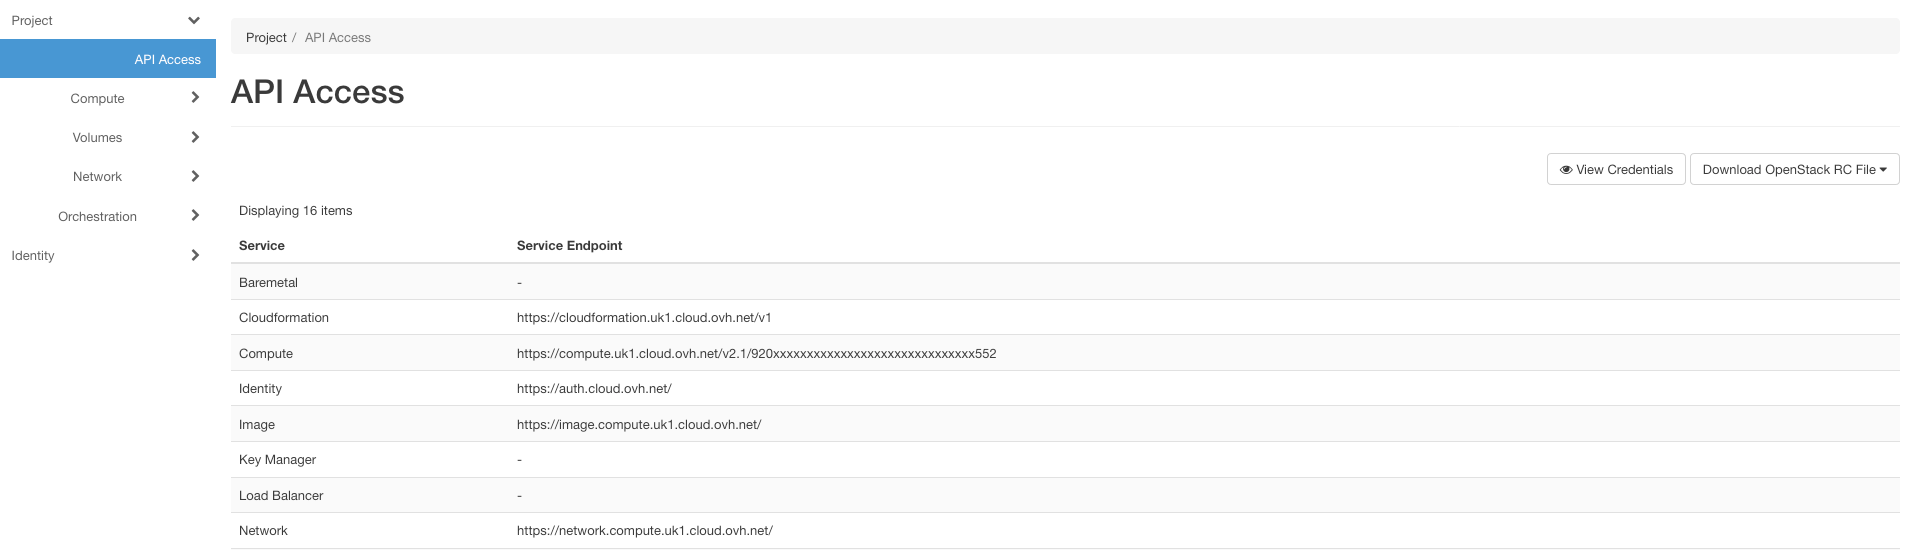 Project
API Access
Compute
Volumes
Network
Orchestration
Identity
Project / API Access
API Access
View Credentials
Download OpenStack RC File
Displaying 16 items
Service Service Endpoint
Baremetal -
Cloudformation https://cloudformation.uk1.cloud.ovh.net/v1
Compute https://compute.uk1.cloud.ovh.net/v2.1/920xxxxxxxxxxxxxxxxxxxxxxxxxxxxxx552
Identity https://auth.cloud.ovh.net/
Image https://image.compute.uk1.cloud.ovh.net/
Key Manager -
Load Balancer -
Network https://network.compute.uk1.cloud.ovh.net/